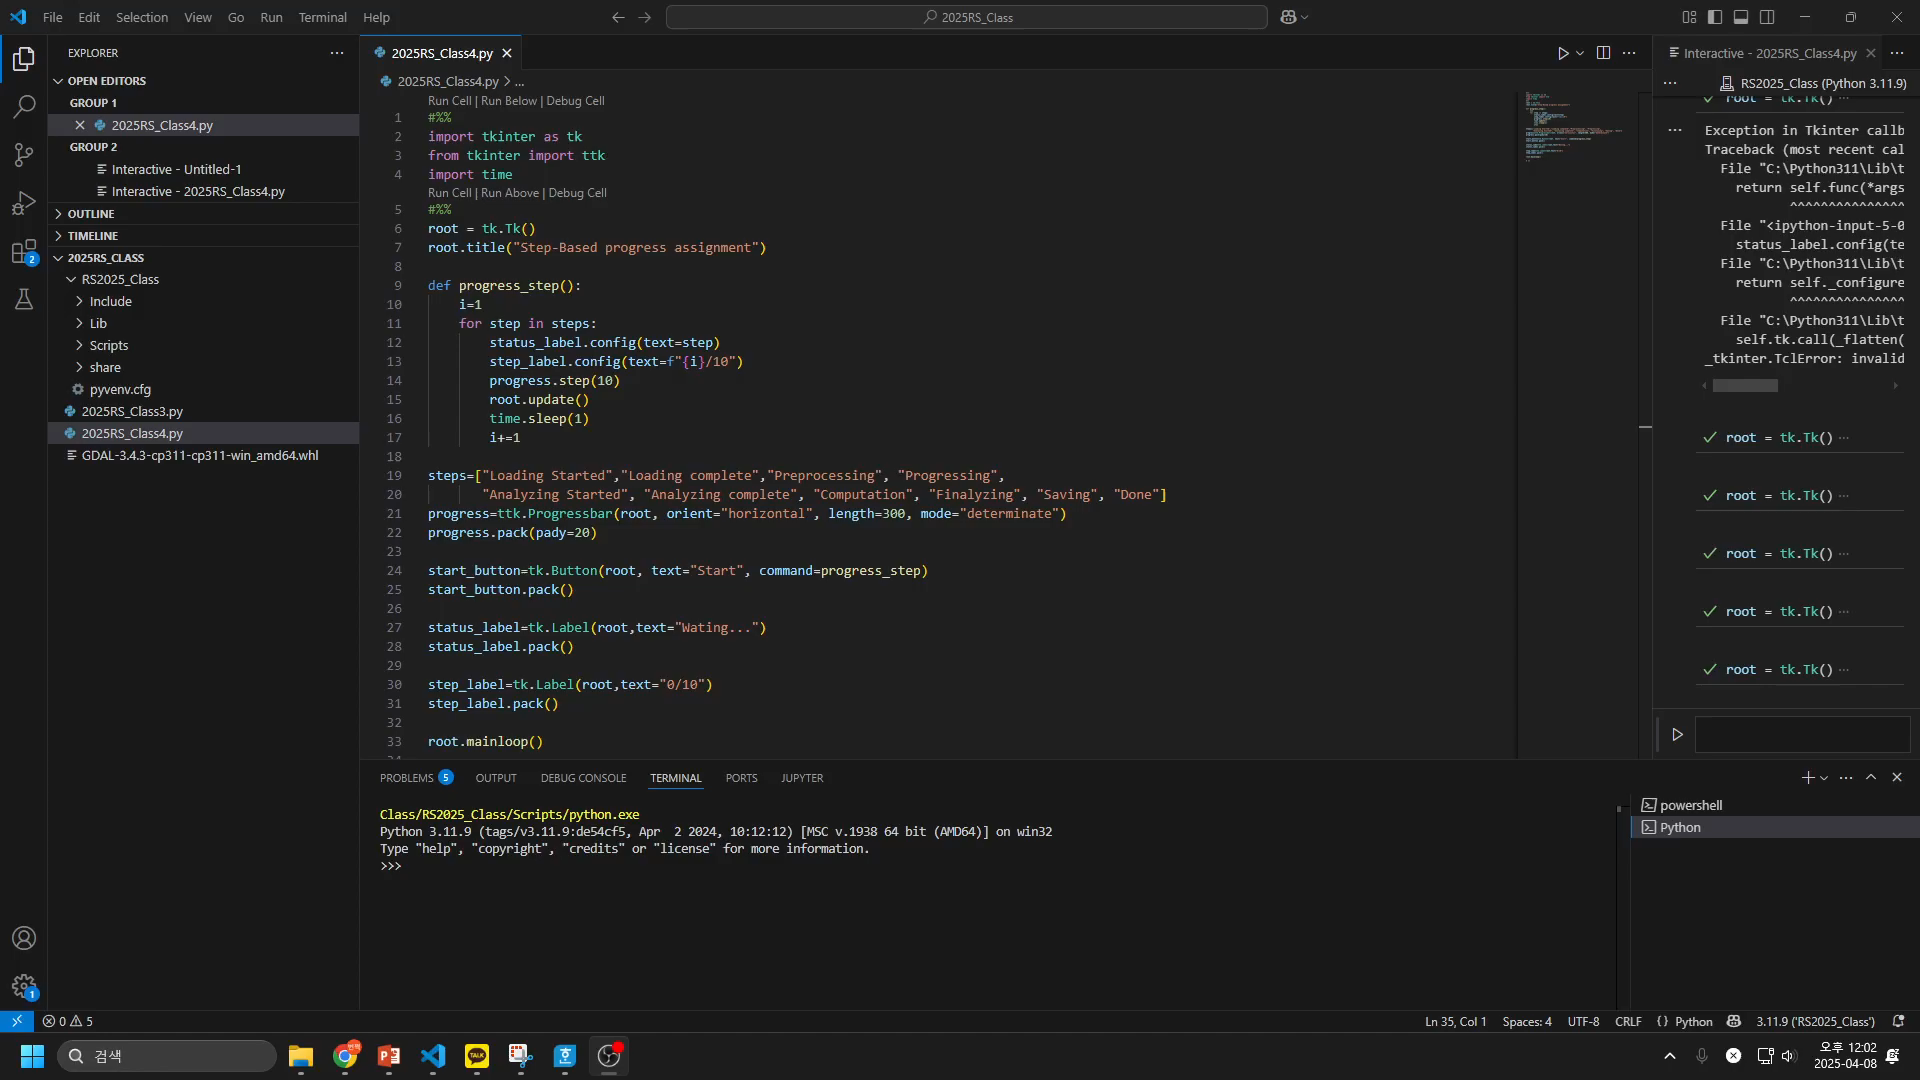 File Edit Selection View Go Run Terminal Help
2025RS_Class
EXPLORER
OPEN EDITORS
GROUP 1
2025RS_Class4.py
GROUP 2
Interactive - Untitled-1
Interactive - 2025RS_Class4.py
OUTLINE
TIMELINE
2025RS_CLASS
RS2025_Class
Include
Lib
Scripts
share
pyvenv.cfg
2025RS_Class3.py
2025RS_Class4.py
GDAL-3.4.3-cp311-cp311-win_amd64.whl
2
1
2025RS_Class4.py
2025RS_Class4.py > ...
Run Cell | Run Below | Debug Cell
1 #%%
2 import tkinter as tk
3 from tkinter import ttk
4 import time
Run Cell | Run Above | Debug Cell
5 #%%
6 root = tk.Tk()
7 root.title("Step-Based progress assignment")
8
9 def progress_step():
10 i=1
11 for step in steps:
12 status_label.config(text=step)
13 step_label.config(text=f"{i}/10")
14 progress.step(10)
15 root.update()
16 time.sleep(1)
17 i+=1
18
19 steps=["Loading Started","Loading complete","Preprocessing", "Progressing",
20 "Analyzing Started", "Analyzing complete", "Computation", "Finalyzing", "Saving", "Done"]
21 progress=ttk.Progressbar(root, orient="horizontal", length=300, mode="determinate")
22 progress.pack(pady=20)
23
24 start_button=tk.Button(root, text="Start", command=progress_step)
25 start_button.pack()
26
27 status_label=tk.Label(root,text="Wating...")
28 status_label.pack()
29
30 step_label=tk.Label(root,text="0/10")
31 step_label.pack()
32
33 root.mainloop()
Interactive - 2025RS_Class4.py
RS2025_Class (Python 3.11.9)
root = tk.Tk() ...
Exception in Tkinter callb
Traceback (most recent cal
File "C:\Python311\Lib\t
return self.func(*args
^^^^^^^^^^^^^^^
File "<ipython-input-5-0
status_label.config(te
File "C:\Python311\Lib\t
return self._configure
^^^^^^^^^^^^^^^
File "C:\Python311\Lib\t
self.tk.call(_flatten(
_tkinter.TclError: invalid
root = tk.Tk() ...
root = tk.Tk() ...
root = tk.Tk() ...
root = tk.Tk() ...
root = tk.Tk() ...
PROBLEMS 5 OUTPUT DEBUG CONSOLE TERMINAL PORTS JUPYTER
Class/RS2025_Class/Scripts/python.exe
Python 3.11.9 (tags/v3.11.9:de54cf5, Apr  2 2024, 10:12:12) [MSC v.1938 64 bit (AMD64)] on win32
Type "help", "copyright", "credits" or "license" for more information.
>>>
powershell
Python
0 5
Ln 35, Col 1 Spaces: 4 UTF-8 CRLF {} Python 3.11.9 ('RS2025_Class')
검색
TALK
오후 12:02
2025-04-08